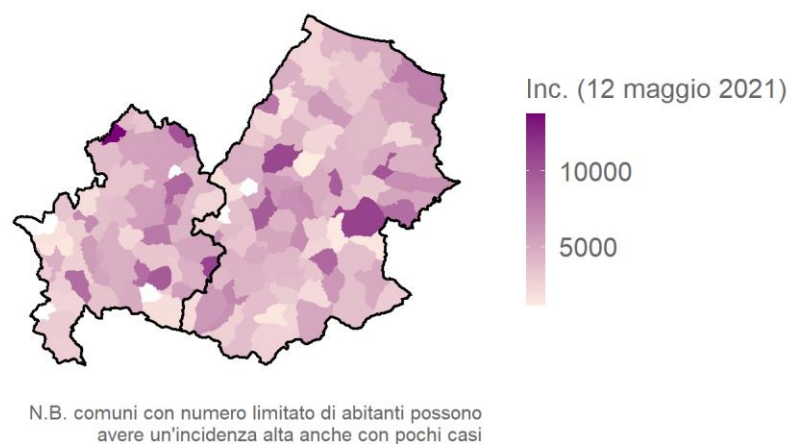 Inc. (12 maggio 2021)
10000
5000
N.B. comuni con numero limitato di abitanti possono
avere un'incidenza alta anche con pochi casi